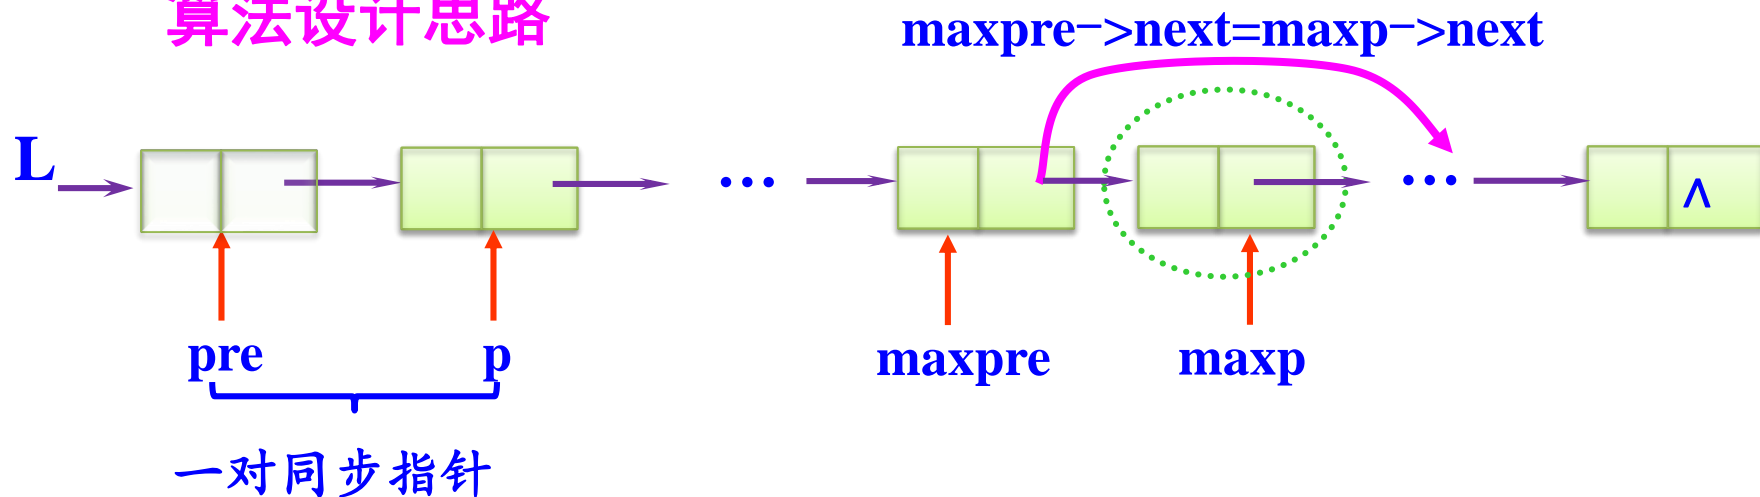 算法设计思路
maxpre->next=maxp->next
L
... ... ∧
pre p maxpre maxp
一对同步指针